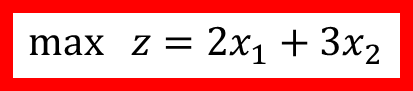 max z = 2x₁ + 3x₂